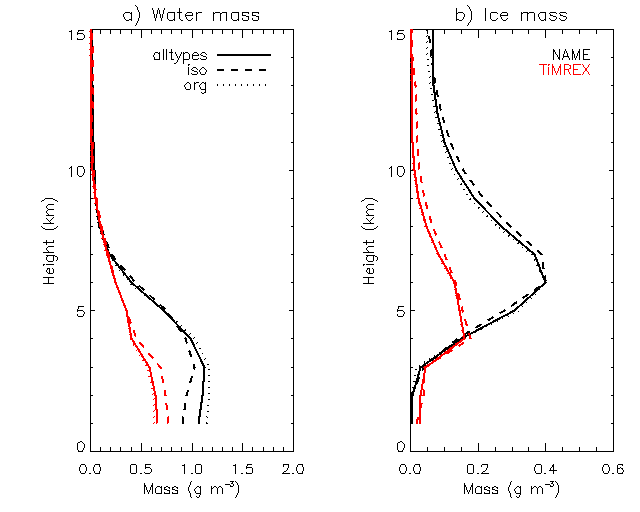 a) Water mass
b) Ice mass
15
10
5
0
Height (km)
alltypes
iso
org
0.0 0.5 1.0 1.5 2.0
Mass (g m⁻³)
15
10
5
0
Height (km)
NAME
TiMREX
0.0 0.2 0.4 0.6
Mass (g m⁻³)